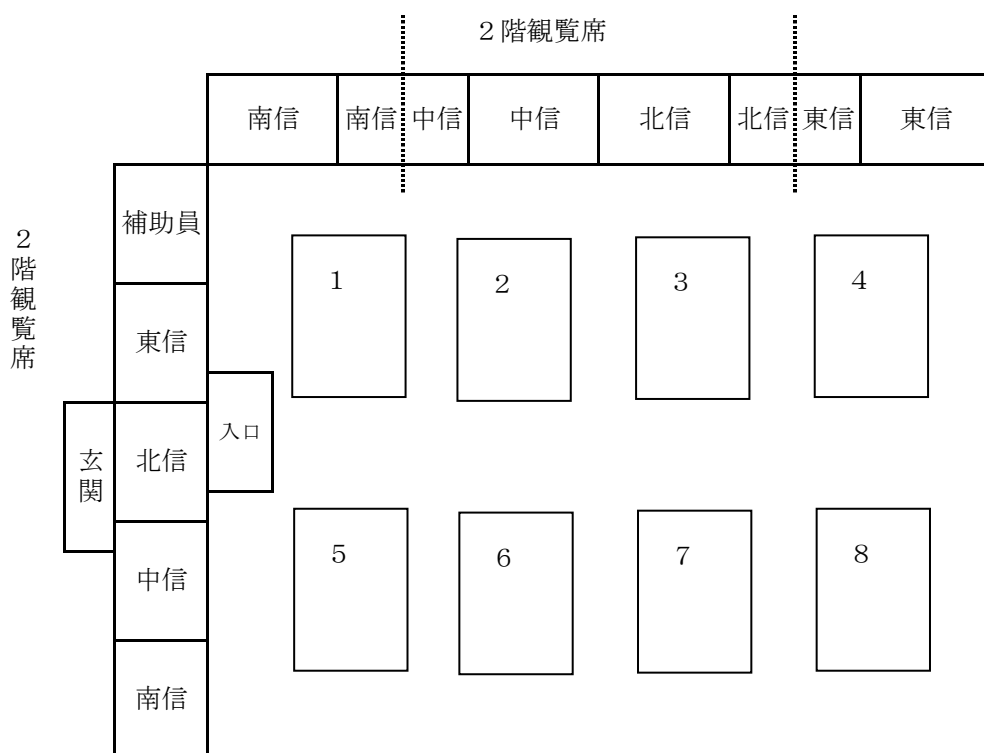 ２階観覧席
南信 南信 中信 中信 北信 北信 東信 東信
２階観覧席
補助員
東信
北信
中信
南信
玄関
入口
１ ２ ３ ４
５ ６ ７ ８